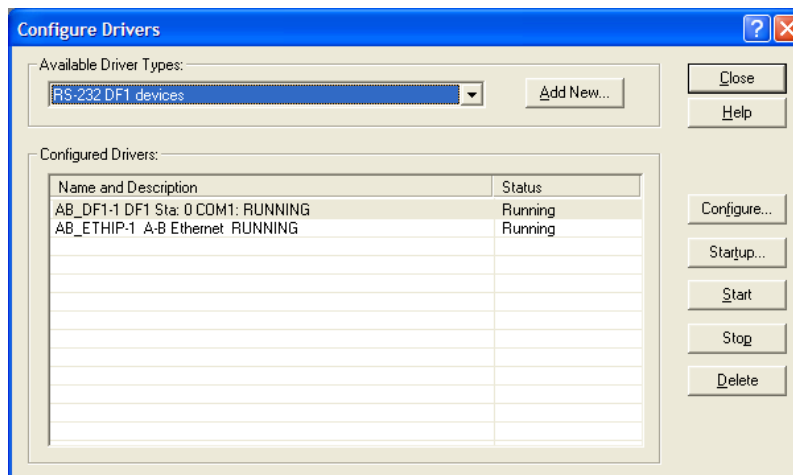 Configure Drivers
Available Driver Types:
RS-232 DF1 devices
Add New...
Close
Help
Configured Drivers:
Name and Description Status
AB_DF1-1 DF1 Sta: 0 COM1: RUNNING Running
AB_ETHIP-1 A-B Ethernet RUNNING Running
Configure...
Startup...
Start
Stop
Delete